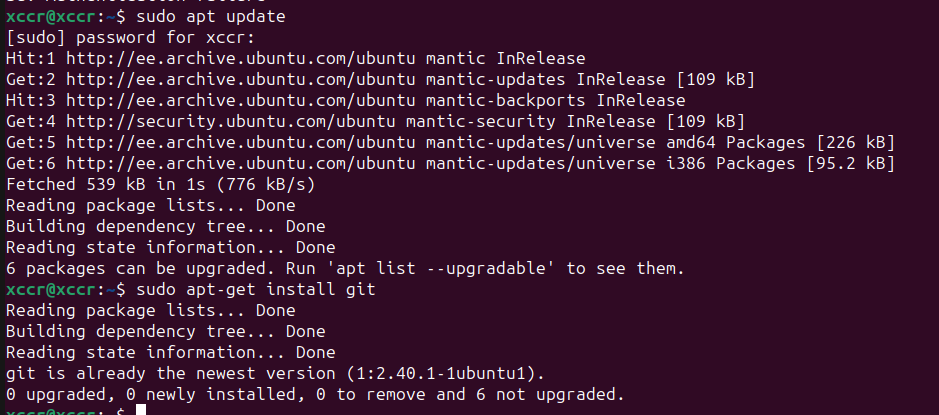 xccr@xccr:~$ sudo apt update
[sudo] password for xccr:
Hit:1 http://ee.archive.ubuntu.com/ubuntu mantic InRelease
Get:2 http://ee.archive.ubuntu.com/ubuntu mantic-updates InRelease [109 kB]
Hit:3 http://ee.archive.ubuntu.com/ubuntu mantic-backports InRelease
Get:4 http://security.ubuntu.com/ubuntu mantic-security InRelease [109 kB]
Get:5 http://ee.archive.ubuntu.com/ubuntu mantic-updates/universe amd64 Packages [226 kB]
Get:6 http://ee.archive.ubuntu.com/ubuntu mantic-updates/universe i386 Packages [95.2 kB]
Fetched 539 kB in 1s (776 kB/s)
Reading package lists... Done
Building dependency tree... Done
Reading state information... Done
6 packages can be upgraded. Run 'apt list --upgradable' to see them.
xccr@xccr:~$ sudo apt-get install git
Reading package lists... Done
Building dependency tree... Done
Reading state information... Done
git is already the newest version (1:2.40.1-1ubuntu1).
0 upgraded, 0 newly installed, 0 to remove and 6 not upgraded.
xccr@xccr:~$